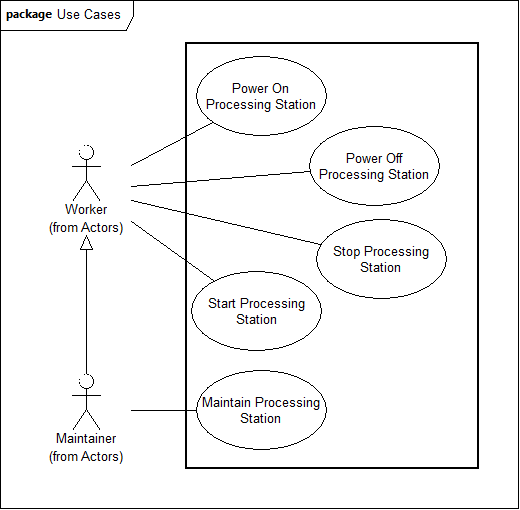 package Use Cases
Power On
Processing Station
Power Off
Processing Station
Worker
(from Actors)
Stop Processing
Station
Start Processing
Station
Maintain Processing
Station
Maintainer
(from Actors)